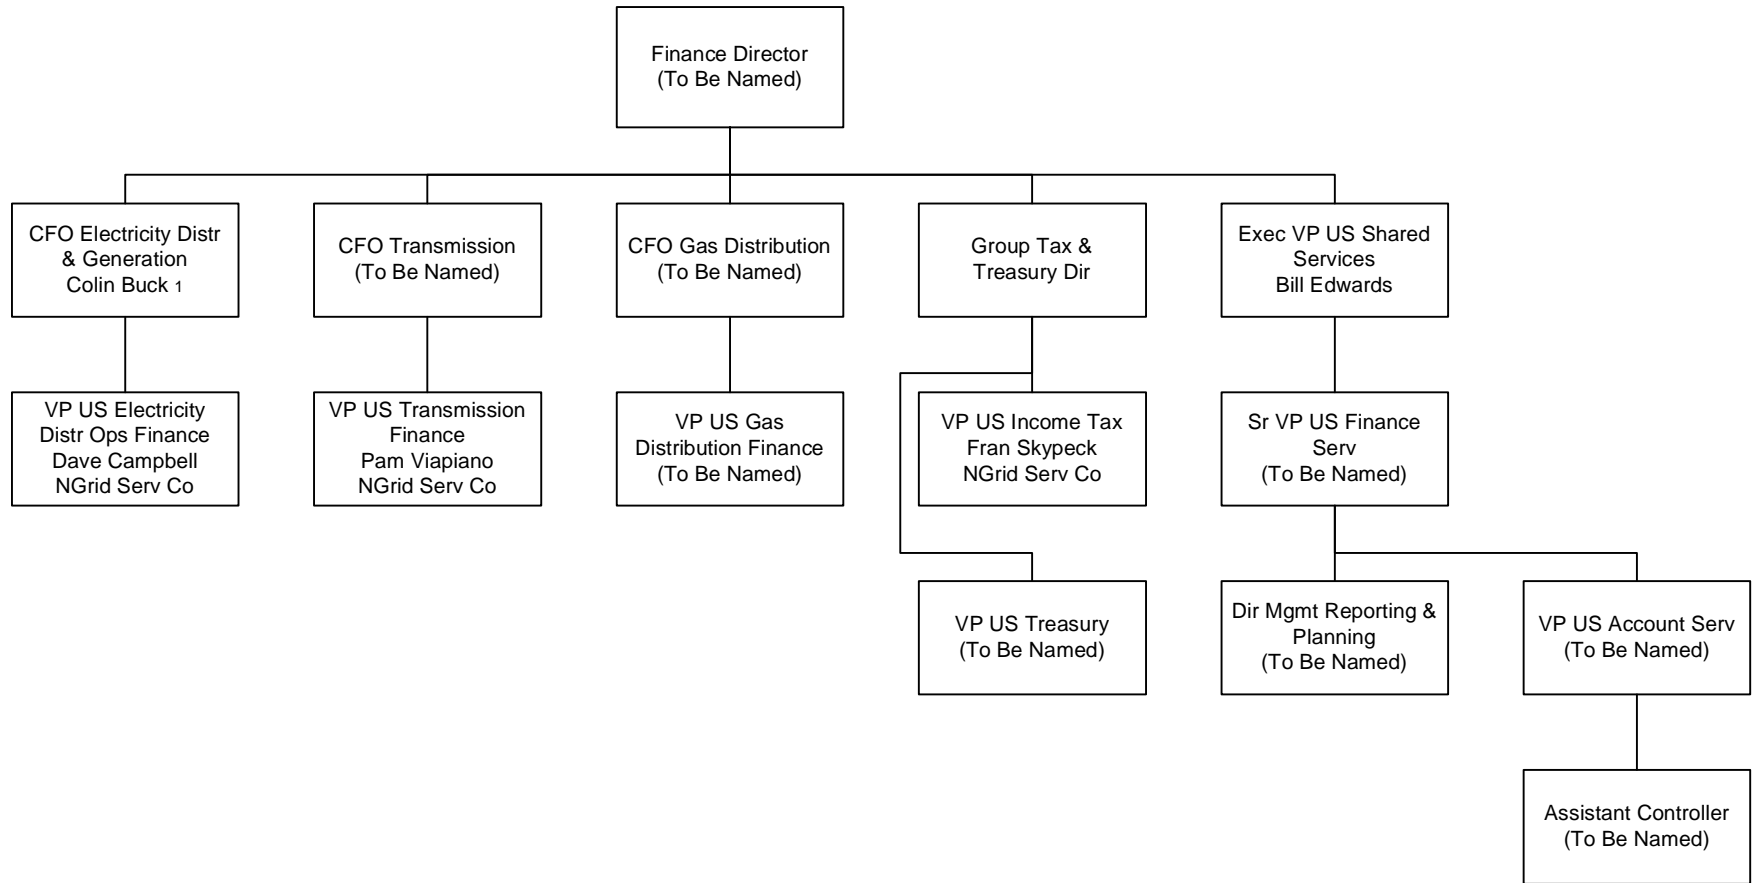 Finance Director
(To Be Named)
CFO Electricity Distr
& Generation
Colin Buck 1
CFO Transmission
(To Be Named)
CFO Gas Distribution
(To Be Named)
Group Tax &
Treasury Dir
Exec VP US Shared
Services
Bill Edwards
VP US Electricity
Distr Ops Finance
Dave Campbell
NGrid Serv Co
VP US Transmission
Finance
Pam Viapiano
NGrid Serv Co
VP US Gas
Distribution Finance
(To Be Named)
VP US Income Tax
Fran Skypeck
NGrid Serv Co
Sr VP US Finance
Serv
(To Be Named)
VP US Treasury
(To Be Named)
Dir Mgmt Reporting &
Planning
(To Be Named)
VP US Account Serv
(To Be Named)
Assistant Controller
(To Be Named)